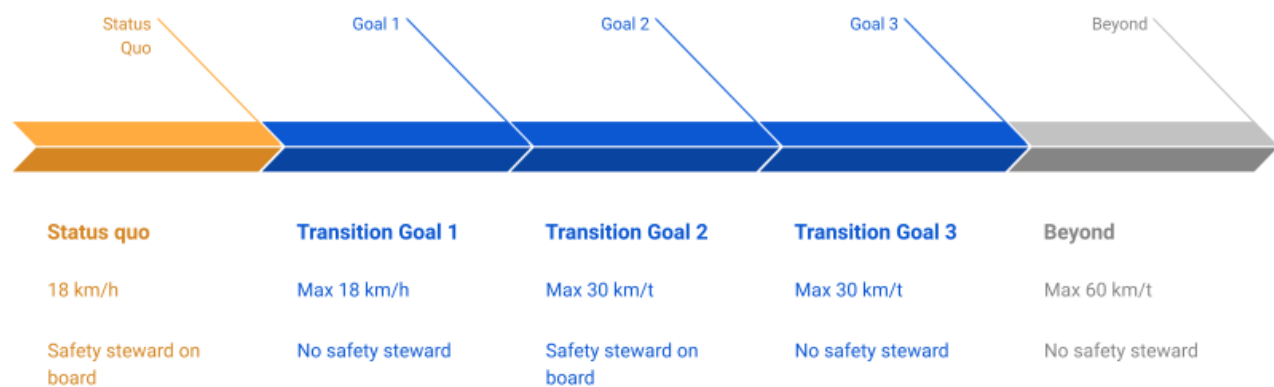 Status
Quo
Goal 1
Goal 2
Goal 3
Beyond
Status quo
Transition Goal 1
Transition Goal 2
Transition Goal 3
Beyond
18 km/h
Max 18 km/h
Max 30 km/t
Max 30 km/t
Max 60 km/t
Safety steward on
board
No safety steward
Safety steward on
board
No safety steward
No safety steward